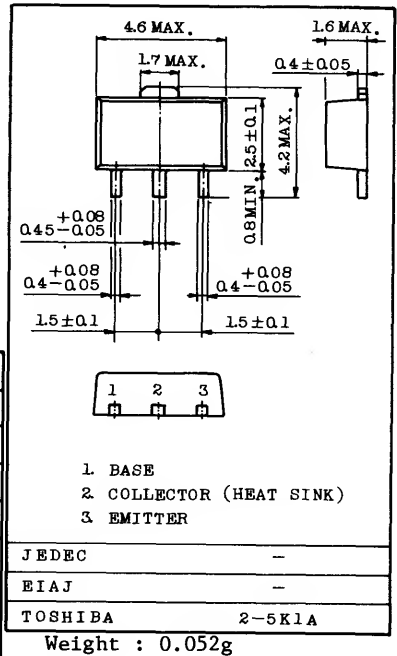 4.6 MAX.
1.7 MAX.
1.6 MAX.
0.4±0.05
2.5±0.1
4.2 MAX.
0.8 MIN.
+0.08
0.45-0.05
+0.08
0.4-0.05
+0.08
0.4-0.05
1.5±0.1
1.5±0.1
1 2 3
1. BASE
2. COLLECTOR (HEAT SINK)
3. EMITTER
JEDEC —
EIAJ —
TOSHIBA 2-5K1A
Weight : 0.052g